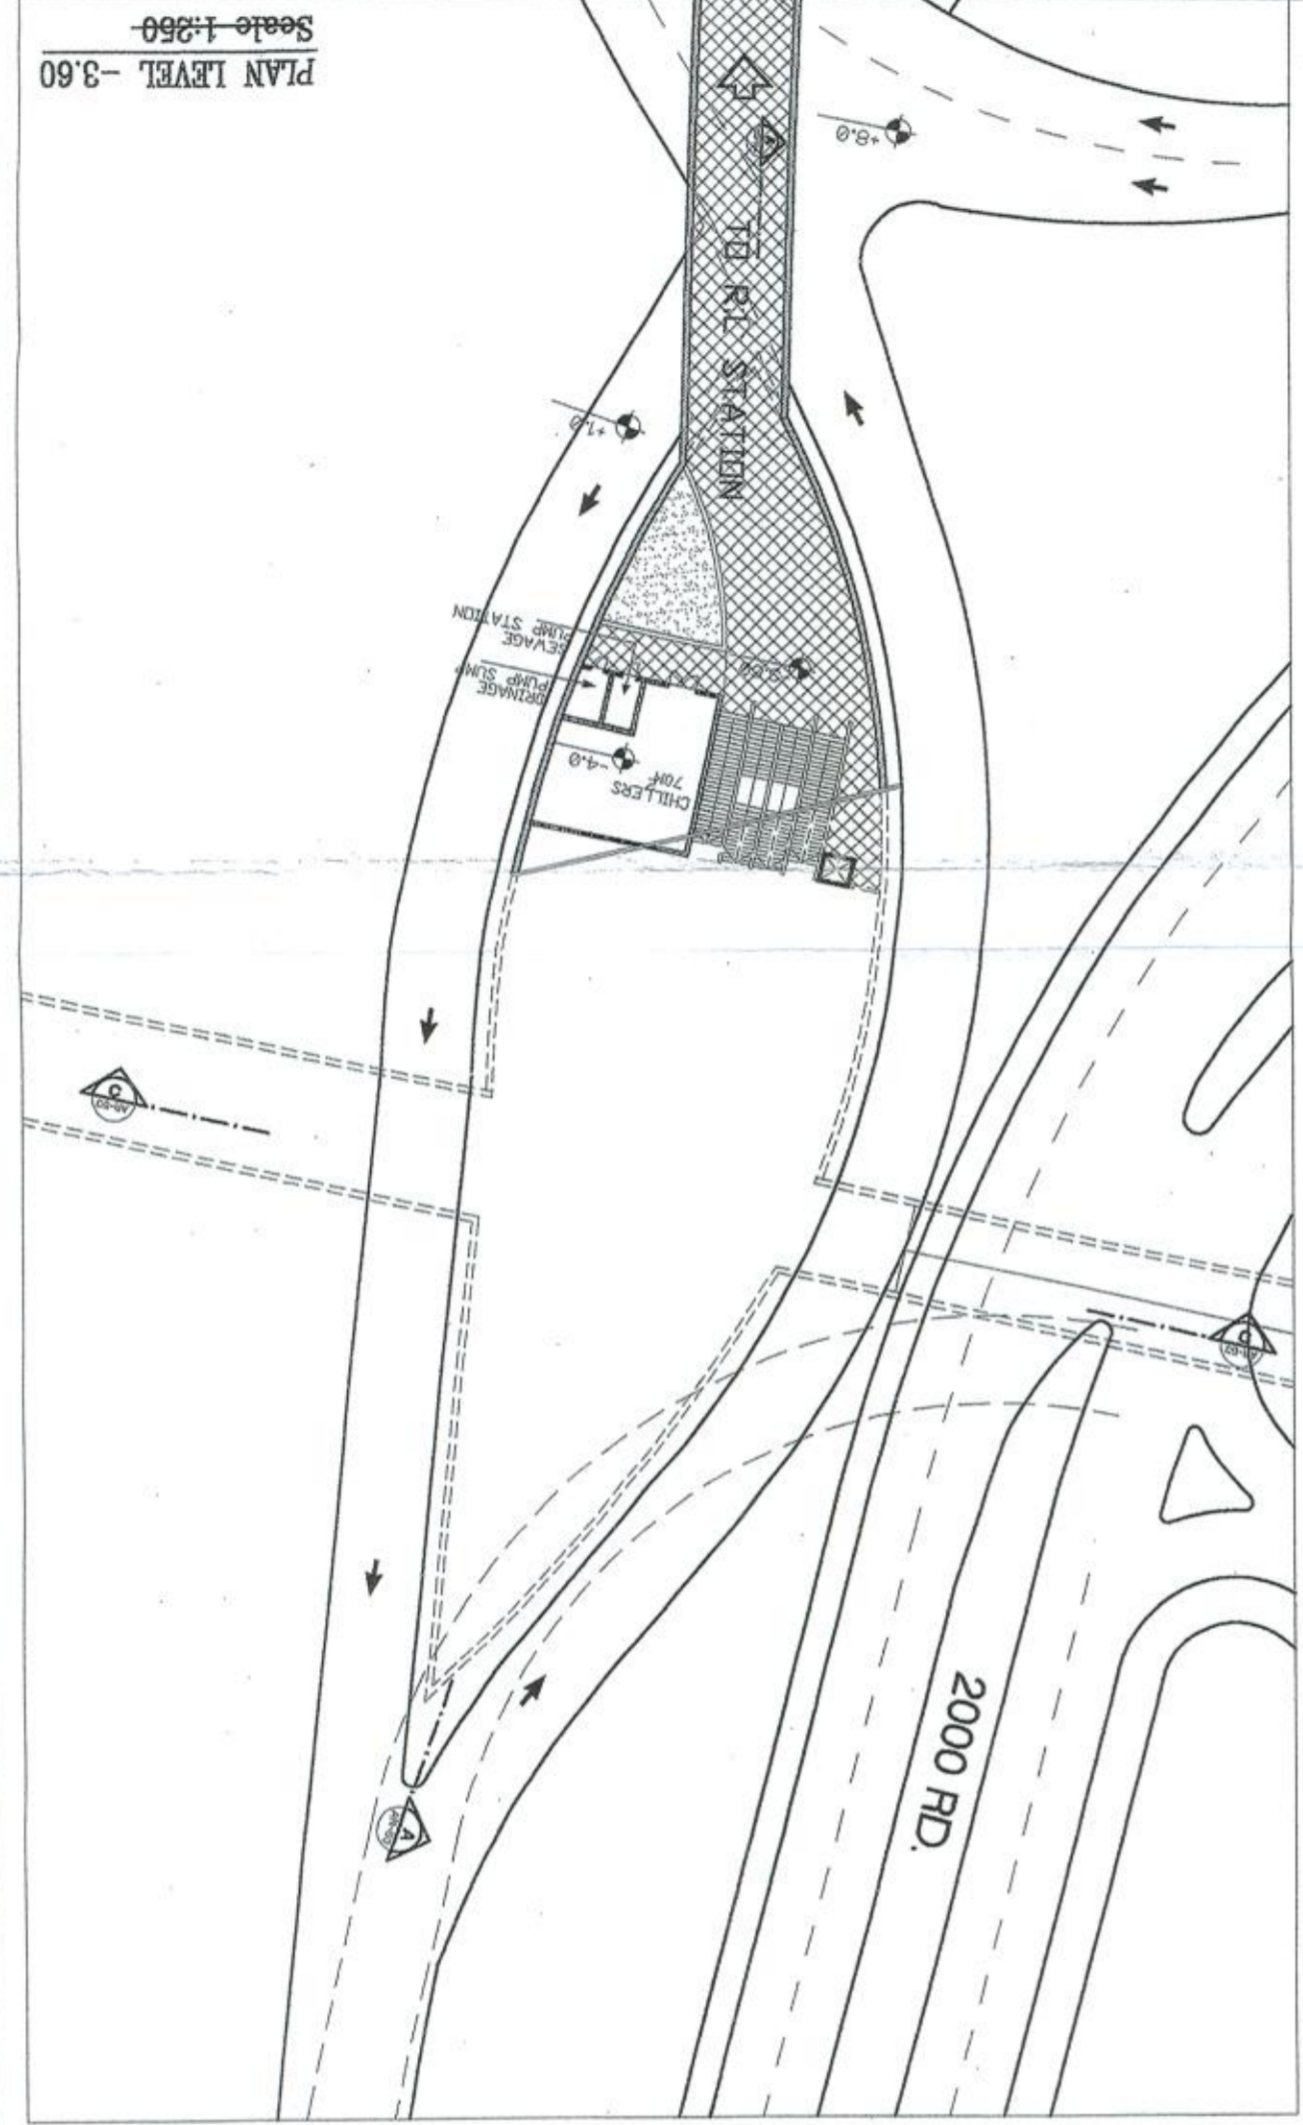 PLAN LEVEL -3.60
Scale 1:250
+8.0
TO RL STATION
+1.0
SEWAGE
PUMP STATION
DRINAGE
PUMP SUMP
-4.0
CHILLERS
70M²
C
C
A
2000 RD.